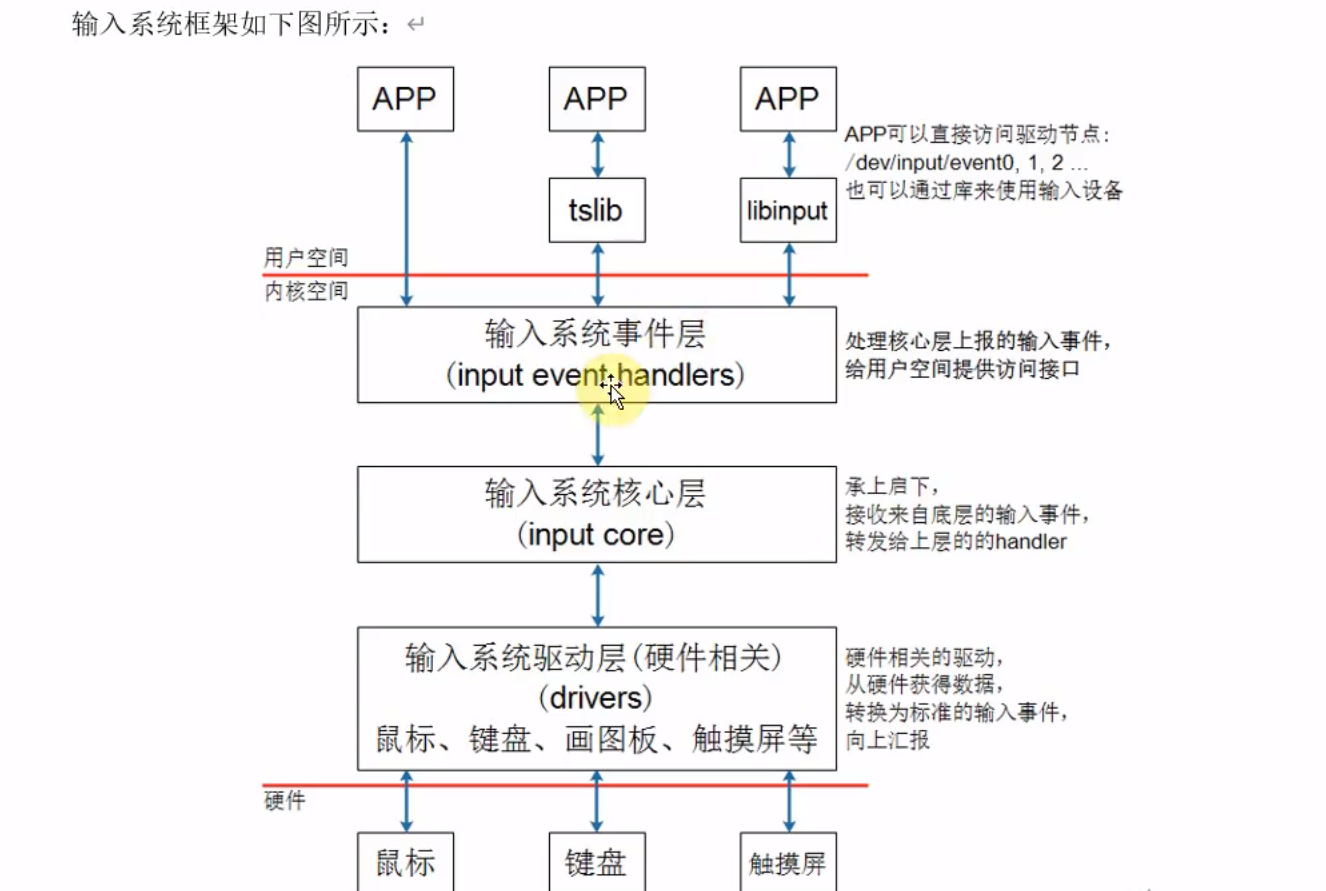 输入系统框架如下图所示：
APP
APP
APP
APP可以直接访问驱动节点：
/dev/input/event0, 1, 2 ...
也可以通过库来使用输入设备
tslib
libinput
用户空间
内核空间
输入系统事件层
(input event handlers)
处理核心层上报的输入事件，
给用户空间提供访问接口
输入系统核心层
(input core)
承上启下，
接收来自底层的输入事件，
转发给上层的的handler
输入系统驱动层(硬件相关)
(drivers)
鼠标、键盘、画图板、触摸屏等
硬件相关的驱动，
从硬件获得数据，
转换为标准的输入事件，
向上汇报
硬件
鼠标
键盘
触摸屏